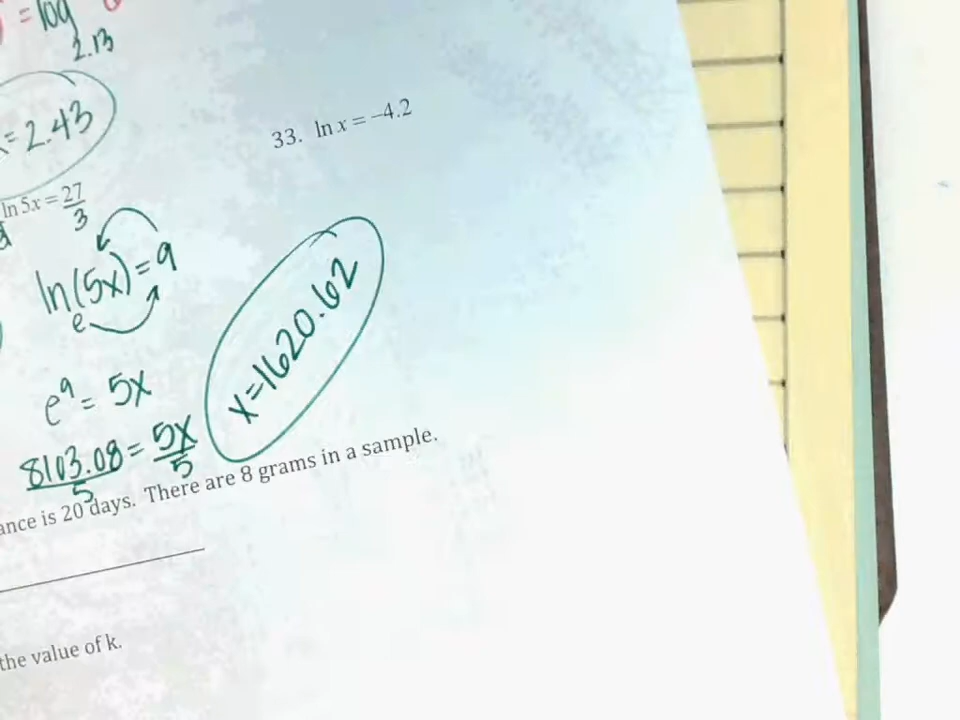 = log
2.13
= 2.43
33. ln x = –4.2
ln 5x = 27
3
ln(5x) = 9
e
x = 1620.62
e⁹ = 5x
8103.08 = 5x
5 5
ance is 20 days. There are 8 grams in a sample.
the value of k.